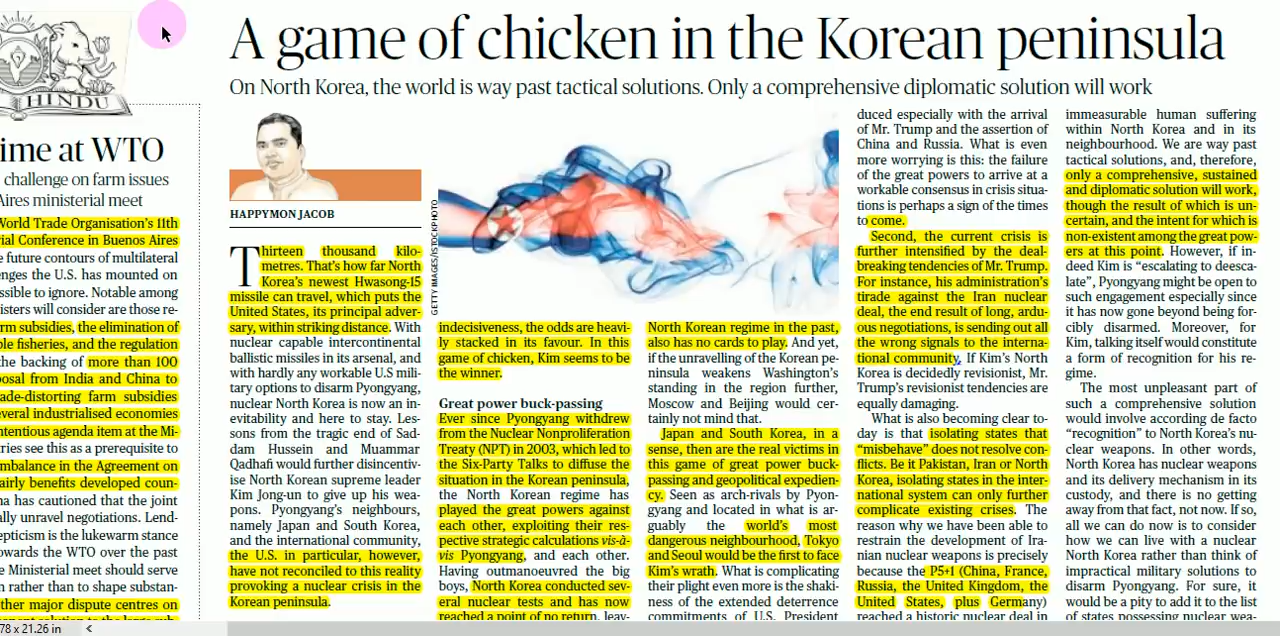 HINDU
ime at WTO
challenge on farm issues
Aires ministerial meet
World Trade Organisation's 11th
ial Conference in Buenos Aires
e future contours of multilateral
enges the U.S. has mounted on
ssible to ignore. Notable among
isters will consider are those re-
rm subsidies, the elimination of
ble fisheries, and the regulation
the backing of more than 100
posal from India and China to
ade-distorting farm subsidies
everal industrialised economies
ntentious agenda item at the Mi-
tries see this as a prerequisite to
mbalance in the Agreement on
airly benefits developed coun-
na has cautioned that the joint
ally unravel negotiations. Lend-
epticism is the lukewarm stance
owards the WTO over the past
e Ministerial meet should serve
n rather than to shape substan-
ther major dispute centres on
78 x 21.26 in
A game of chicken in the Korean peninsula
On North Korea, the world is way past tactical solutions. Only a comprehensive diplomatic solution will work
HAPPYMON JACOB
GETTY IMAGES/ISTOCKPHOTO
Thirteen thousand kilo-
metres. That's how far North
Korea's newest Hwasong-15
missile can travel, which puts the
United States, its principal adver-
sary, within striking distance. With
nuclear capable intercontinental
ballistic missiles in its arsenal, and
with hardly any workable U.S mili-
tary options to disarm Pyongyang,
nuclear North Korea is now an in-
evitability and here to stay. Les-
sons from the tragic end of Sad-
dam Hussein and Muammar
Qadhafi would further disincentiv-
ise North Korean supreme leader
Kim Jong-un to give up his wea-
pons. Pyongyang's neighbours,
namely Japan and South Korea,
and the international community,
the U.S. in particular, however,
have not reconciled to this reality
provoking a nuclear crisis in the
Korean peninsula.
indecisiveness, the odds are heavi-
ly stacked in its favour. In this
game of chicken, Kim seems to be
the winner.
Great power buck-passing
Ever since Pyongyang withdrew
from the Nuclear Nonproliferation
Treaty (NPT) in 2003, which led to
the Six-Party Talks to diffuse the
situation in the Korean peninsula,
the North Korean regime has
played the great powers against
each other, exploiting their res-
pective strategic calculations vis-à-
vis Pyongyang, and each other.
Having outmanoeuvred the big
boys, North Korea conducted sev-
eral nuclear tests and has now
reached a point of no return, leav-
North Korean regime in the past,
also has no cards to play. And yet,
if the unravelling of the Korean pe-
ninsula weakens Washington's
standing in the region further,
Moscow and Beijing would cer-
tainly not mind that.
Japan and South Korea, in a
sense, then are the real victims in
this game of great power buck-
passing and geopolitical expedien-
cy. Seen as arch-rivals by Pyon-
gyang and located in what is ar-
guably the world's most
dangerous neighbourhood, Tokyo
and Seoul would be the first to face
Kim's wrath. What is complicating
their plight even more is the shaki-
ness of the extended deterrence
commitments of U.S. President
duced especially with the arrival
of Mr. Trump and the assertion of
China and Russia. What is even
more worrying is this: the failure
of the great powers to arrive at a
workable consensus in crisis situa-
tions is perhaps a sign of the times
to come.
Second, the current crisis is
further intensified by the deal-
breaking tendencies of Mr. Trump.
For instance, his administration's
tirade against the Iran nuclear
deal, the end result of long, ardu-
ous negotiations, is sending out all
the wrong signals to the interna-
tional community. If Kim's North
Korea is decidedly revisionist, Mr.
Trump's revisionist tendencies are
equally damaging.
What is also becoming clear to-
day is that isolating states that
"misbehave" does not resolve con-
flicts. Be it Pakistan, Iran or North
Korea, isolating states in the inter-
national system can only further
complicate existing crises. The
reason why we have been able to
restrain the development of Ira-
nian nuclear weapons is precisely
because the P5+1 (China, France,
Russia, the United Kingdom, the
United States, plus Germany)
reached a historic nuclear deal in
immeasurable human suffering
within North Korea and in its
neighbourhood. We are way past
tactical solutions, and, therefore,
only a comprehensive, sustained
and diplomatic solution will work,
though the result of which is un-
certain, and the intent for which is
non-existent among the great pow-
ers at this point. However, if in-
deed Kim is "escalating to deesca-
late", Pyongyang might be open to
such engagement especially since
it has now gone beyond being for-
cibly disarmed. Moreover, for
Kim, talking itself would constitute
a form of recognition for his re-
gime.
The most unpleasant part of
such a comprehensive solution
would involve according de facto
"recognition" to North Korea's nu-
clear weapons. In other words,
North Korea has nuclear weapons
and its delivery mechanism in its
custody, and there is no getting
away from that fact, not now. If so,
all we can do now is to consider
how we can live with a nuclear
North Korea rather than think of
impractical military solutions to
disarm Pyongyang. For sure, it
would be a pity to add it to the list
of states possessing nuclear wea-